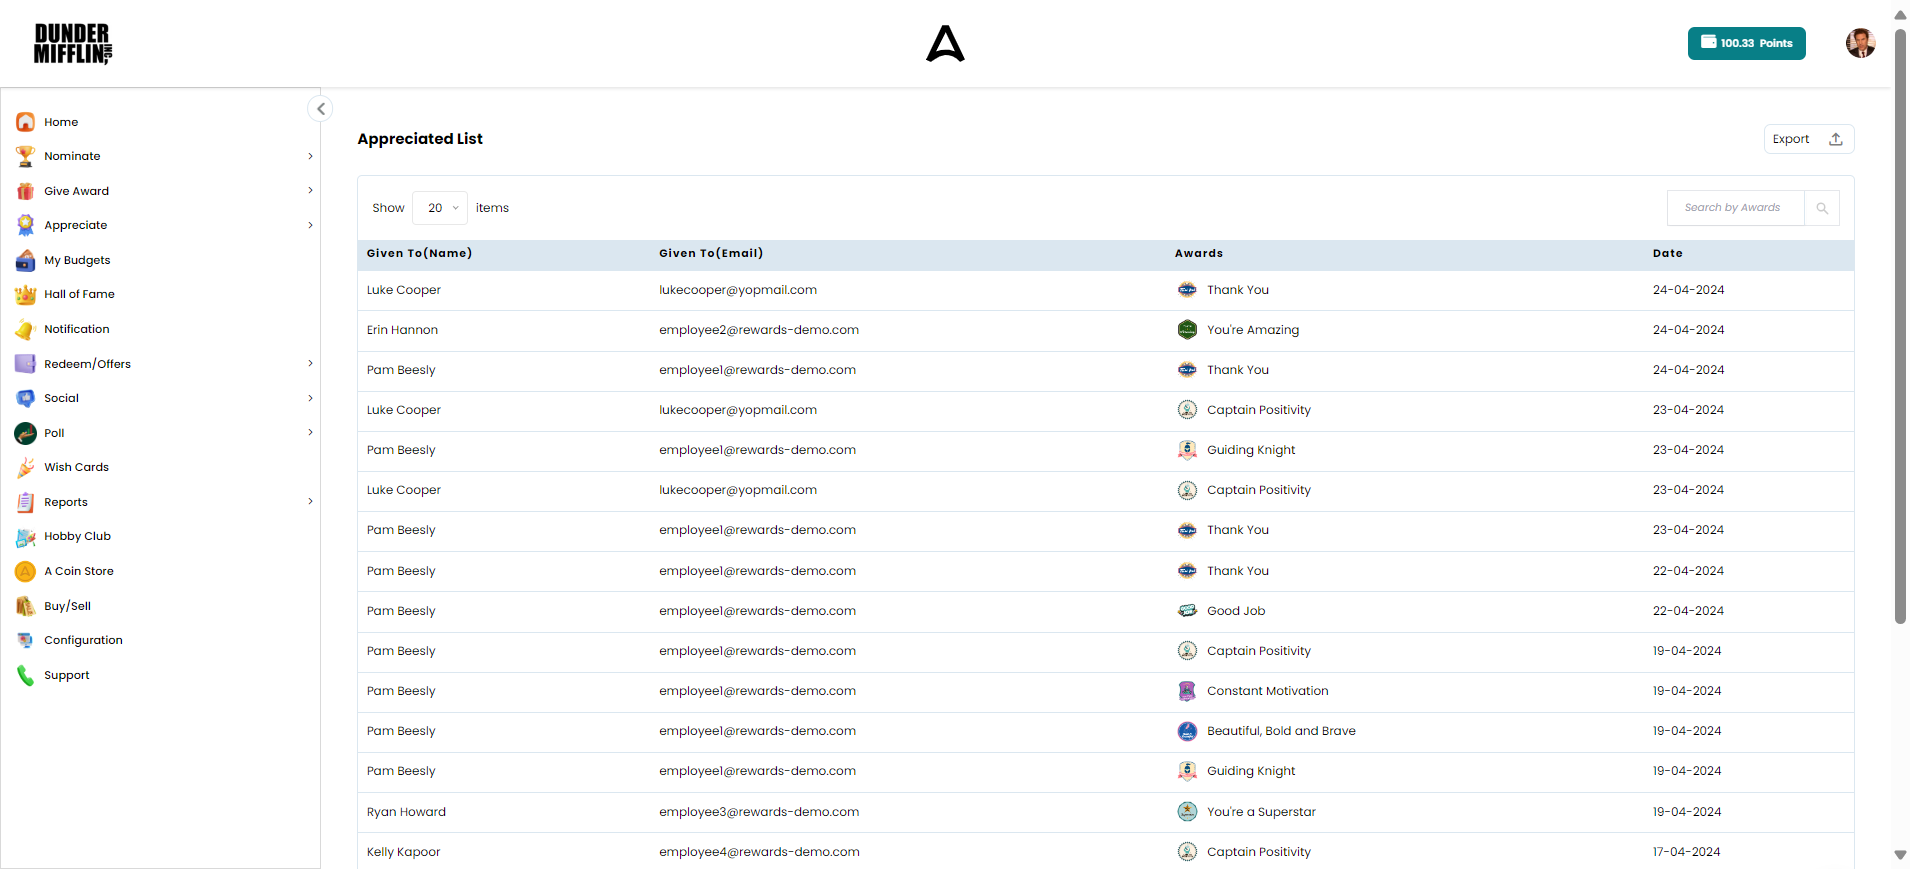 DUNDER
MIFFLIN, INC.
100.33 Points
Home
Nominate
Give Award
Appreciate
My Budgets
Hall of Fame
Notification
Redeem/Offers
Social
Poll
Wish Cards
Reports
Hobby Club
A Coin Store
Buy/Sell
Configuration
Support
Appreciated List
Export
Show 20 items
Search by Awards
Given To(Name) Given To(Email) Awards Date
Luke Cooper lukecooper@yopmail.com Thank You 24-04-2024
Erin Hannon employee2@rewards-demo.com You're Amazing 24-04-2024
Pam Beesly employee1@rewards-demo.com Thank You 24-04-2024
Luke Cooper lukecooper@yopmail.com Captain Positivity 23-04-2024
Pam Beesly employee1@rewards-demo.com Guiding Knight 23-04-2024
Luke Cooper lukecooper@yopmail.com Captain Positivity 23-04-2024
Pam Beesly employee1@rewards-demo.com Thank You 23-04-2024
Pam Beesly employee1@rewards-demo.com Thank You 22-04-2024
Pam Beesly employee1@rewards-demo.com Good Job 22-04-2024
Pam Beesly employee1@rewards-demo.com Captain Positivity 19-04-2024
Pam Beesly employee1@rewards-demo.com Constant Motivation 19-04-2024
Pam Beesly employee1@rewards-demo.com Beautiful, Bold and Brave 19-04-2024
Pam Beesly employee1@rewards-demo.com Guiding Knight 19-04-2024
Ryan Howard employee3@rewards-demo.com You're a Superstar 19-04-2024
Kelly Kapoor employee4@rewards-demo.com Captain Positivity 17-04-2024